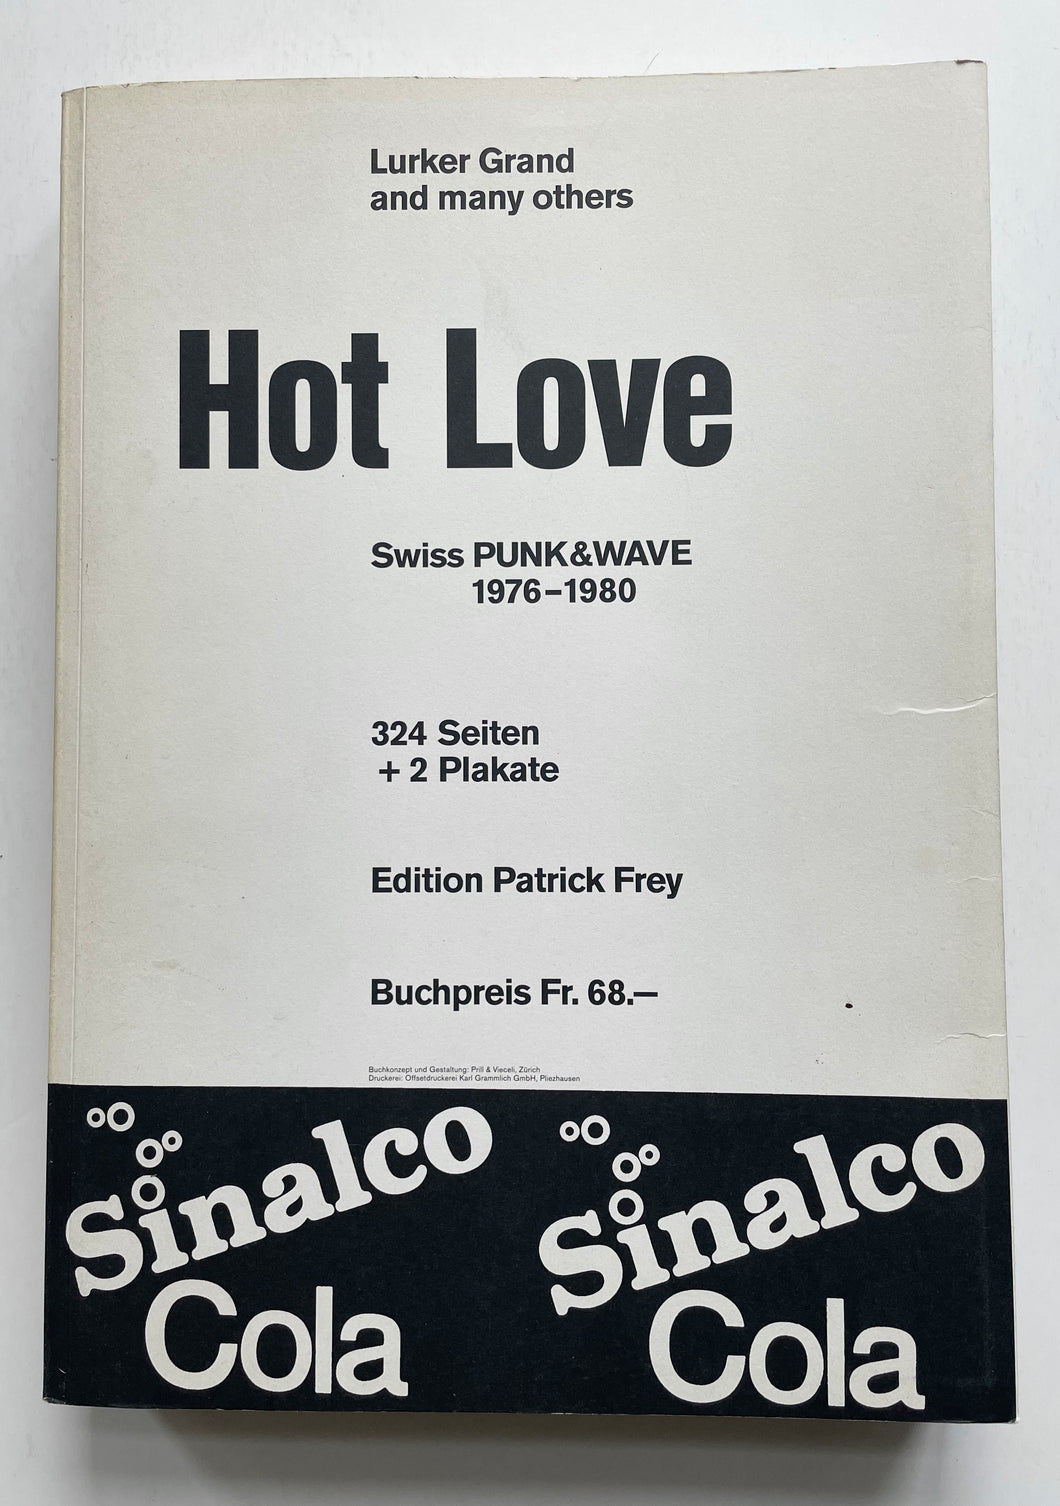 Lurker Grand
and many others
Hot Love
Swiss PUNK&WAVE
1976–1980
324 Seiten
+ 2 Plakate
Edition Patrick Frey
Buchpreis Fr. 68.—
Buchkonzept und Gestaltung: Prill & Vieceli, Zürich
Druckerei: Offsetdruckerei Karl Grammlich GmbH, Pliezhausen
Sinalco
Cola
Sinalco
Cola